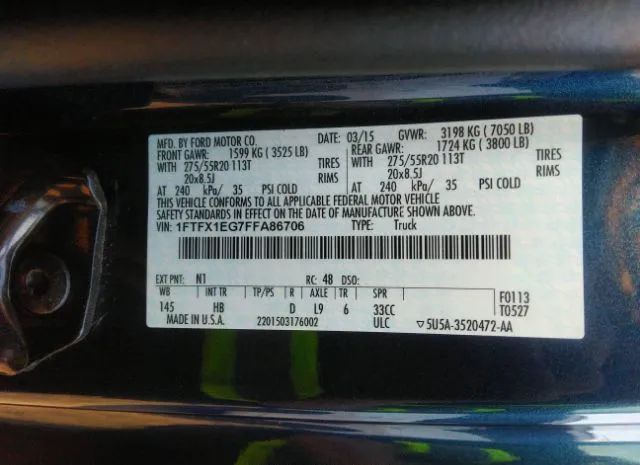 MFD. BY FORD MOTOR CO. DATE: 03/15 GVWR: 3198 KG ( 7050 LB)
FRONT GAWR: 1599 KG ( 3525 LB) REAR GAWR: 1724 KG ( 3800 LB)
WITH 275/55R20 113T TIRES WITH 275/55R20 113T TIRES
20x8.5J RIMS 20x8.5J RIMS
AT 240 kPa/ 35 PSI COLD AT 240 kPa/ 35 PSI COLD
THIS VEHICLE CONFORMS TO ALL APPLICABLE FEDERAL MOTOR VEHICLE
SAFETY STANDARDS IN EFFECT ON THE DATE OF MANUFACTURE SHOWN ABOVE.
VIN: 1FTFX1EG7FFA86706 TYPE: Truck
EXT PNT: N1 RC: 48 DSO:
WB INT TR TP/PS R AXLE TR SPR F0113
145 HB D L9 6 33CC T0527
MADE IN U.S.A. 2201503176002 ULC ▽5U5A-3520472-AA